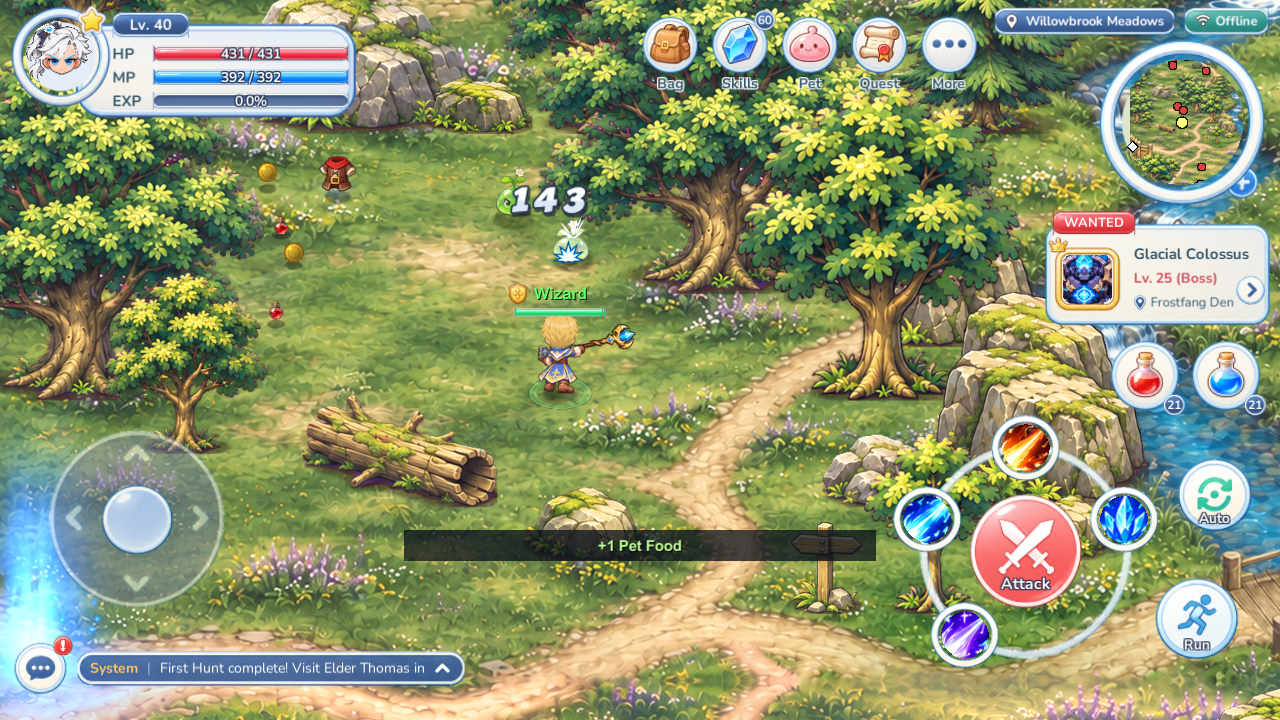 Lv. 40
HP 431 / 431
MP 392 / 392
EXP 0.0%
60
Bag
Skills
Pet
Quest
More
Willowbrook Meadows
Offline
WANTED
Glacial Colossus
Lv. 25 (Boss)
Frostfang Den
143
Wizard
21
21
Auto
Attack
Run
+1 Pet Food
System | First Hunt complete! Visit Elder Thomas in